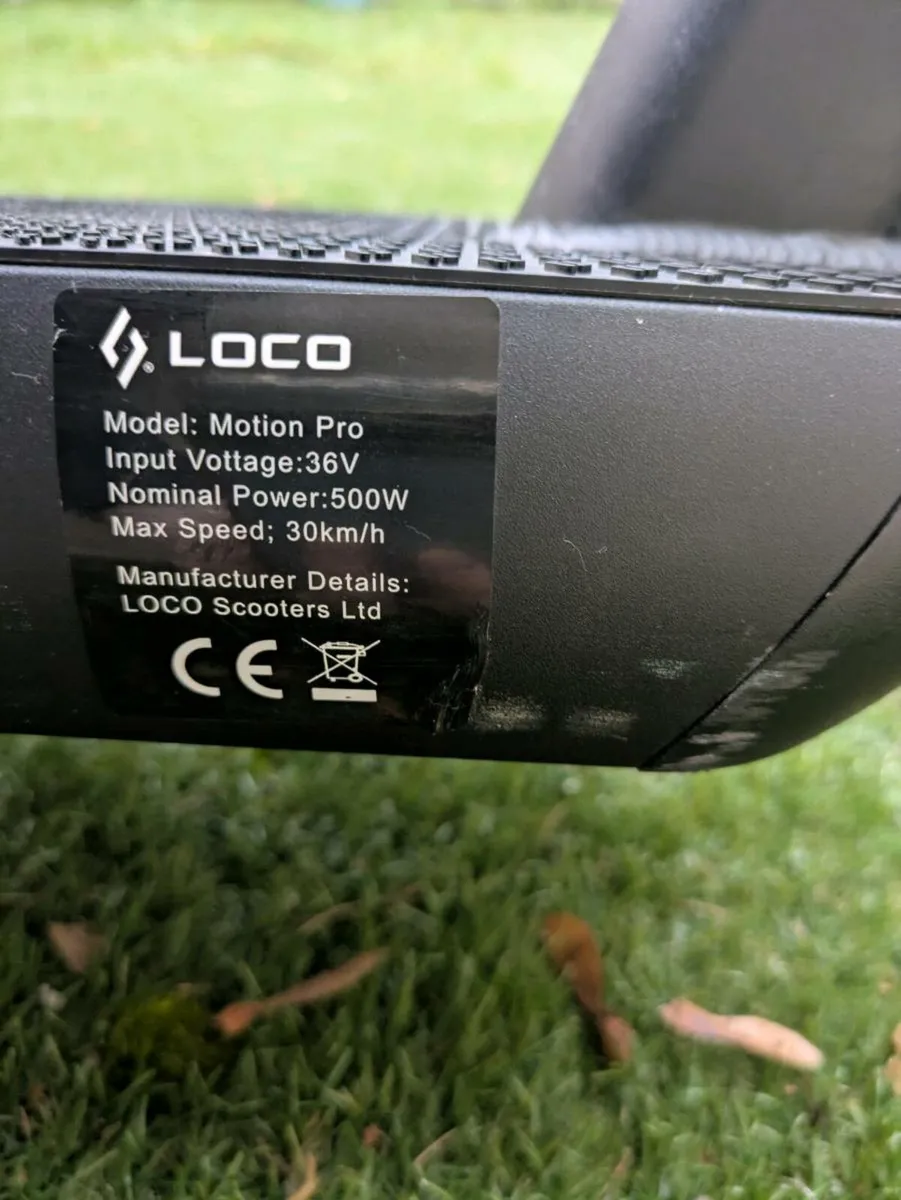 LOCO
Model: Motion Pro
Input Vottage:36V
Nominal Power:500W
Max Speed; 30km/h
Manufacturer Details:
LOCO Scooters Ltd
CE